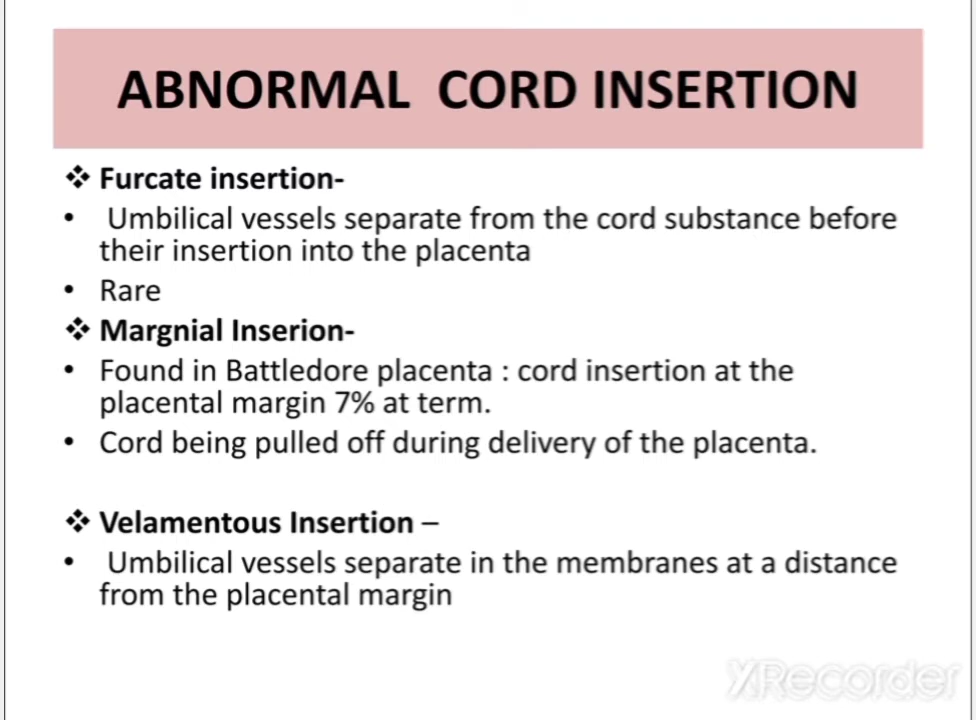 ABNORMAL CORD INSERTION
❖ Furcate insertion-
• Umbilical vessels separate from the cord substance before
their insertion into the placenta
• Rare
❖ Margnial Inserion-
• Found in Battledore placenta : cord insertion at the
placental margin 7% at term.
• Cord being pulled off during delivery of the placenta.
❖ Velamentous Insertion –
• Umbilical vessels separate in the membranes at a distance
from the placental margin
XRecorder